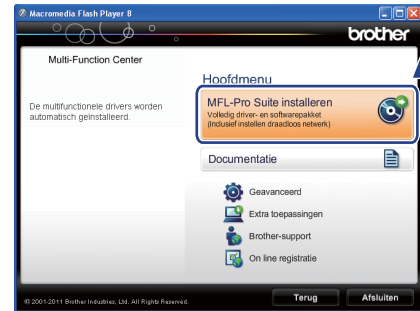 Macromedia Flash Player 8
brother
Multi-Function Center
De multifunctionele drivers worden
automatisch geïnstalleerd.
Hoofdmenu
MFL-Pro Suite installeren
Volledig driver- en softwarepakket
(Inclusief instellen draadloos netwerk)
Documentatie
Geavanceerd
Extra toepassingen
Brother-support
On line registratie
© 2001-2011 Brother Industries, Ltd. All Rights Reserved.
Terug
Afsluiten